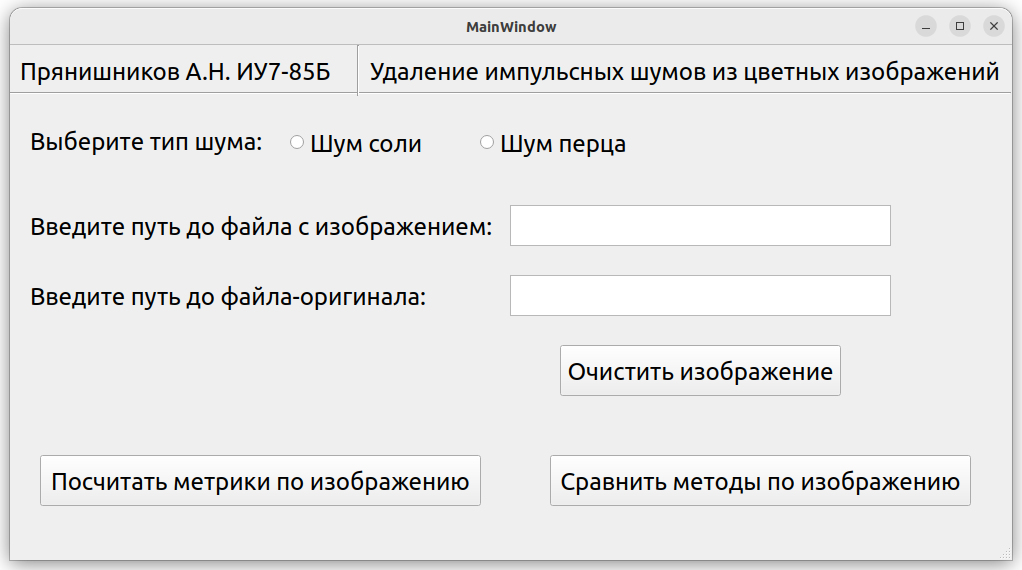 MainWindow
Прянишников А.Н. ИУ7-85Б
Удаление импульсных шумов из цветных изображений
Выберите тип шума:
Шум соли
Шум перца
Введите путь до файла с изображением:
Введите путь до файла-оригинала:
Очистить изображение
Посчитать метрики по изображению
Сравнить методы по изображению